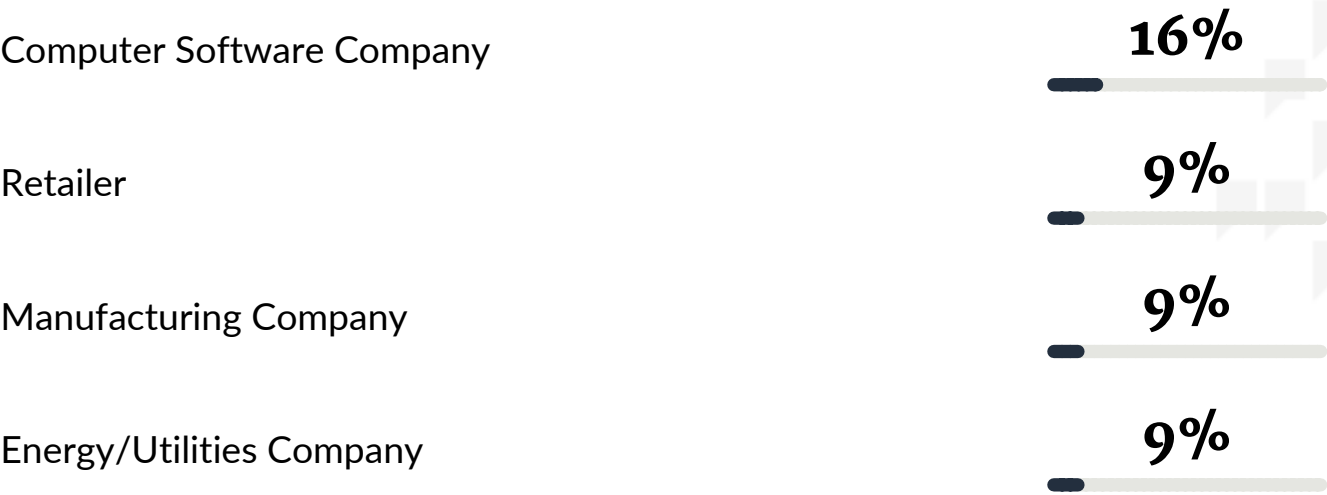 Computer Software Company
16%
Retailer
9%
Manufacturing Company
9%
Energy/Utilities Company
9%